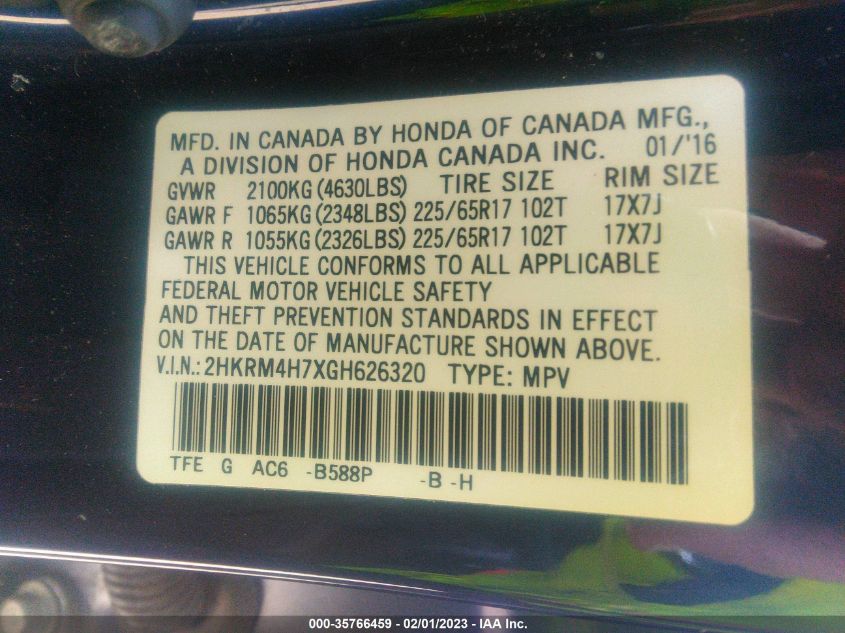 MFD. IN CANADA BY HONDA OF CANADA MFG.,
A DIVISION OF HONDA CANADA INC. 01/'16
GVWR 2100KG (4630LBS) TIRE SIZE RIM SIZE
GAWR F 1065KG (2348LBS) 225/65R17 102T 17X7J
GAWR R 1055KG (2326LBS) 225/65R17 102T 17X7J
THIS VEHICLE CONFORMS TO ALL APPLICABLE
FEDERAL MOTOR VEHICLE SAFETY
AND THEFT PREVENTION STANDARDS IN EFFECT
ON THE DATE OF MANUFACTURE SHOWN ABOVE.
V.I.N.: 2HKRM4H7XGH626320 TYPE: MPV
TFE G AC6 -B588P -B -H
000-35766459 - 02/01/2023 - IAA Inc.